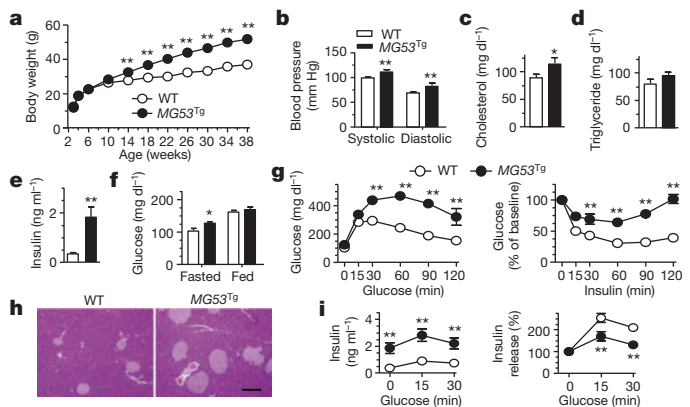 a
Body weight (g)
60
40
20
0
** ** ** ** ** ** **
WT
MG53Tg
2 6 10 14 18 22 26 30 34 38
Age (weeks)
b
WT
MG53Tg
Blood pressure
(mm Hg)
150
100
50
0
**
**
Systolic Diastolic
c
Cholesterol (mg dl−1)
100
50
0
*
d
Triglyceride (mg dl−1)
100
50
0
e
Insulin (ng ml−1)
2
1
0
**
f
Glucose (mg dl−1)
200
100
0
*
Fasted Fed
g
WT MG53Tg
Glucose (mg dl−1)
400
200
0
** ** ** **
0 15 30 60 90 120
Glucose (min)
Glucose
(% of baseline)
100
50
0
** ** ** **
0 15 30 60 90 120
Insulin (min)
h
WT MG53Tg
i
Insulin
(ng ml−1)
4
2
0
** ** **
0 15 30
Glucose (min)
Insulin
release (%)
200
100
0
** **
0 15 30
Glucose (min)